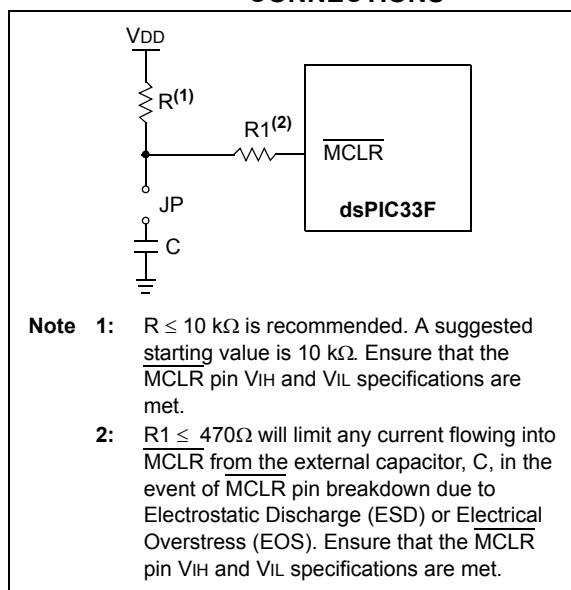 CONNECTIONS
VDD
R(1)
R1(2)
MCLR
JP
dsPIC33F
C
Note 1: R ≤ 10 kΩ is recommended. A suggested
starting value is 10 kΩ. Ensure that the
MCLR pin VIH and VIL specifications are
met.
2: R1 ≤ 470Ω will limit any current flowing into
MCLR from the external capacitor, C, in the
event of MCLR pin breakdown due to
Electrostatic Discharge (ESD) or Electrical
Overstress (EOS). Ensure that the MCLR
pin VIH and VIL specifications are met.